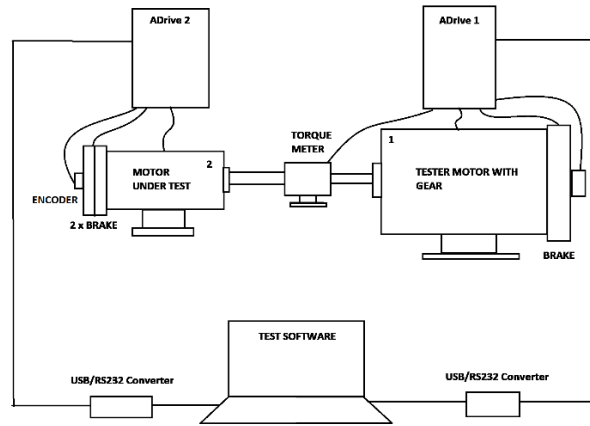 ADrive 2
ADrive 1
TORQUE
METER
1
2
MOTOR
UNDER TEST
TESTER MOTOR WITH
GEAR
ENCODER
2 x BRAKE
BRAKE
TEST SOFTWARE
USB/RS232 Converter
USB/RS232 Converter